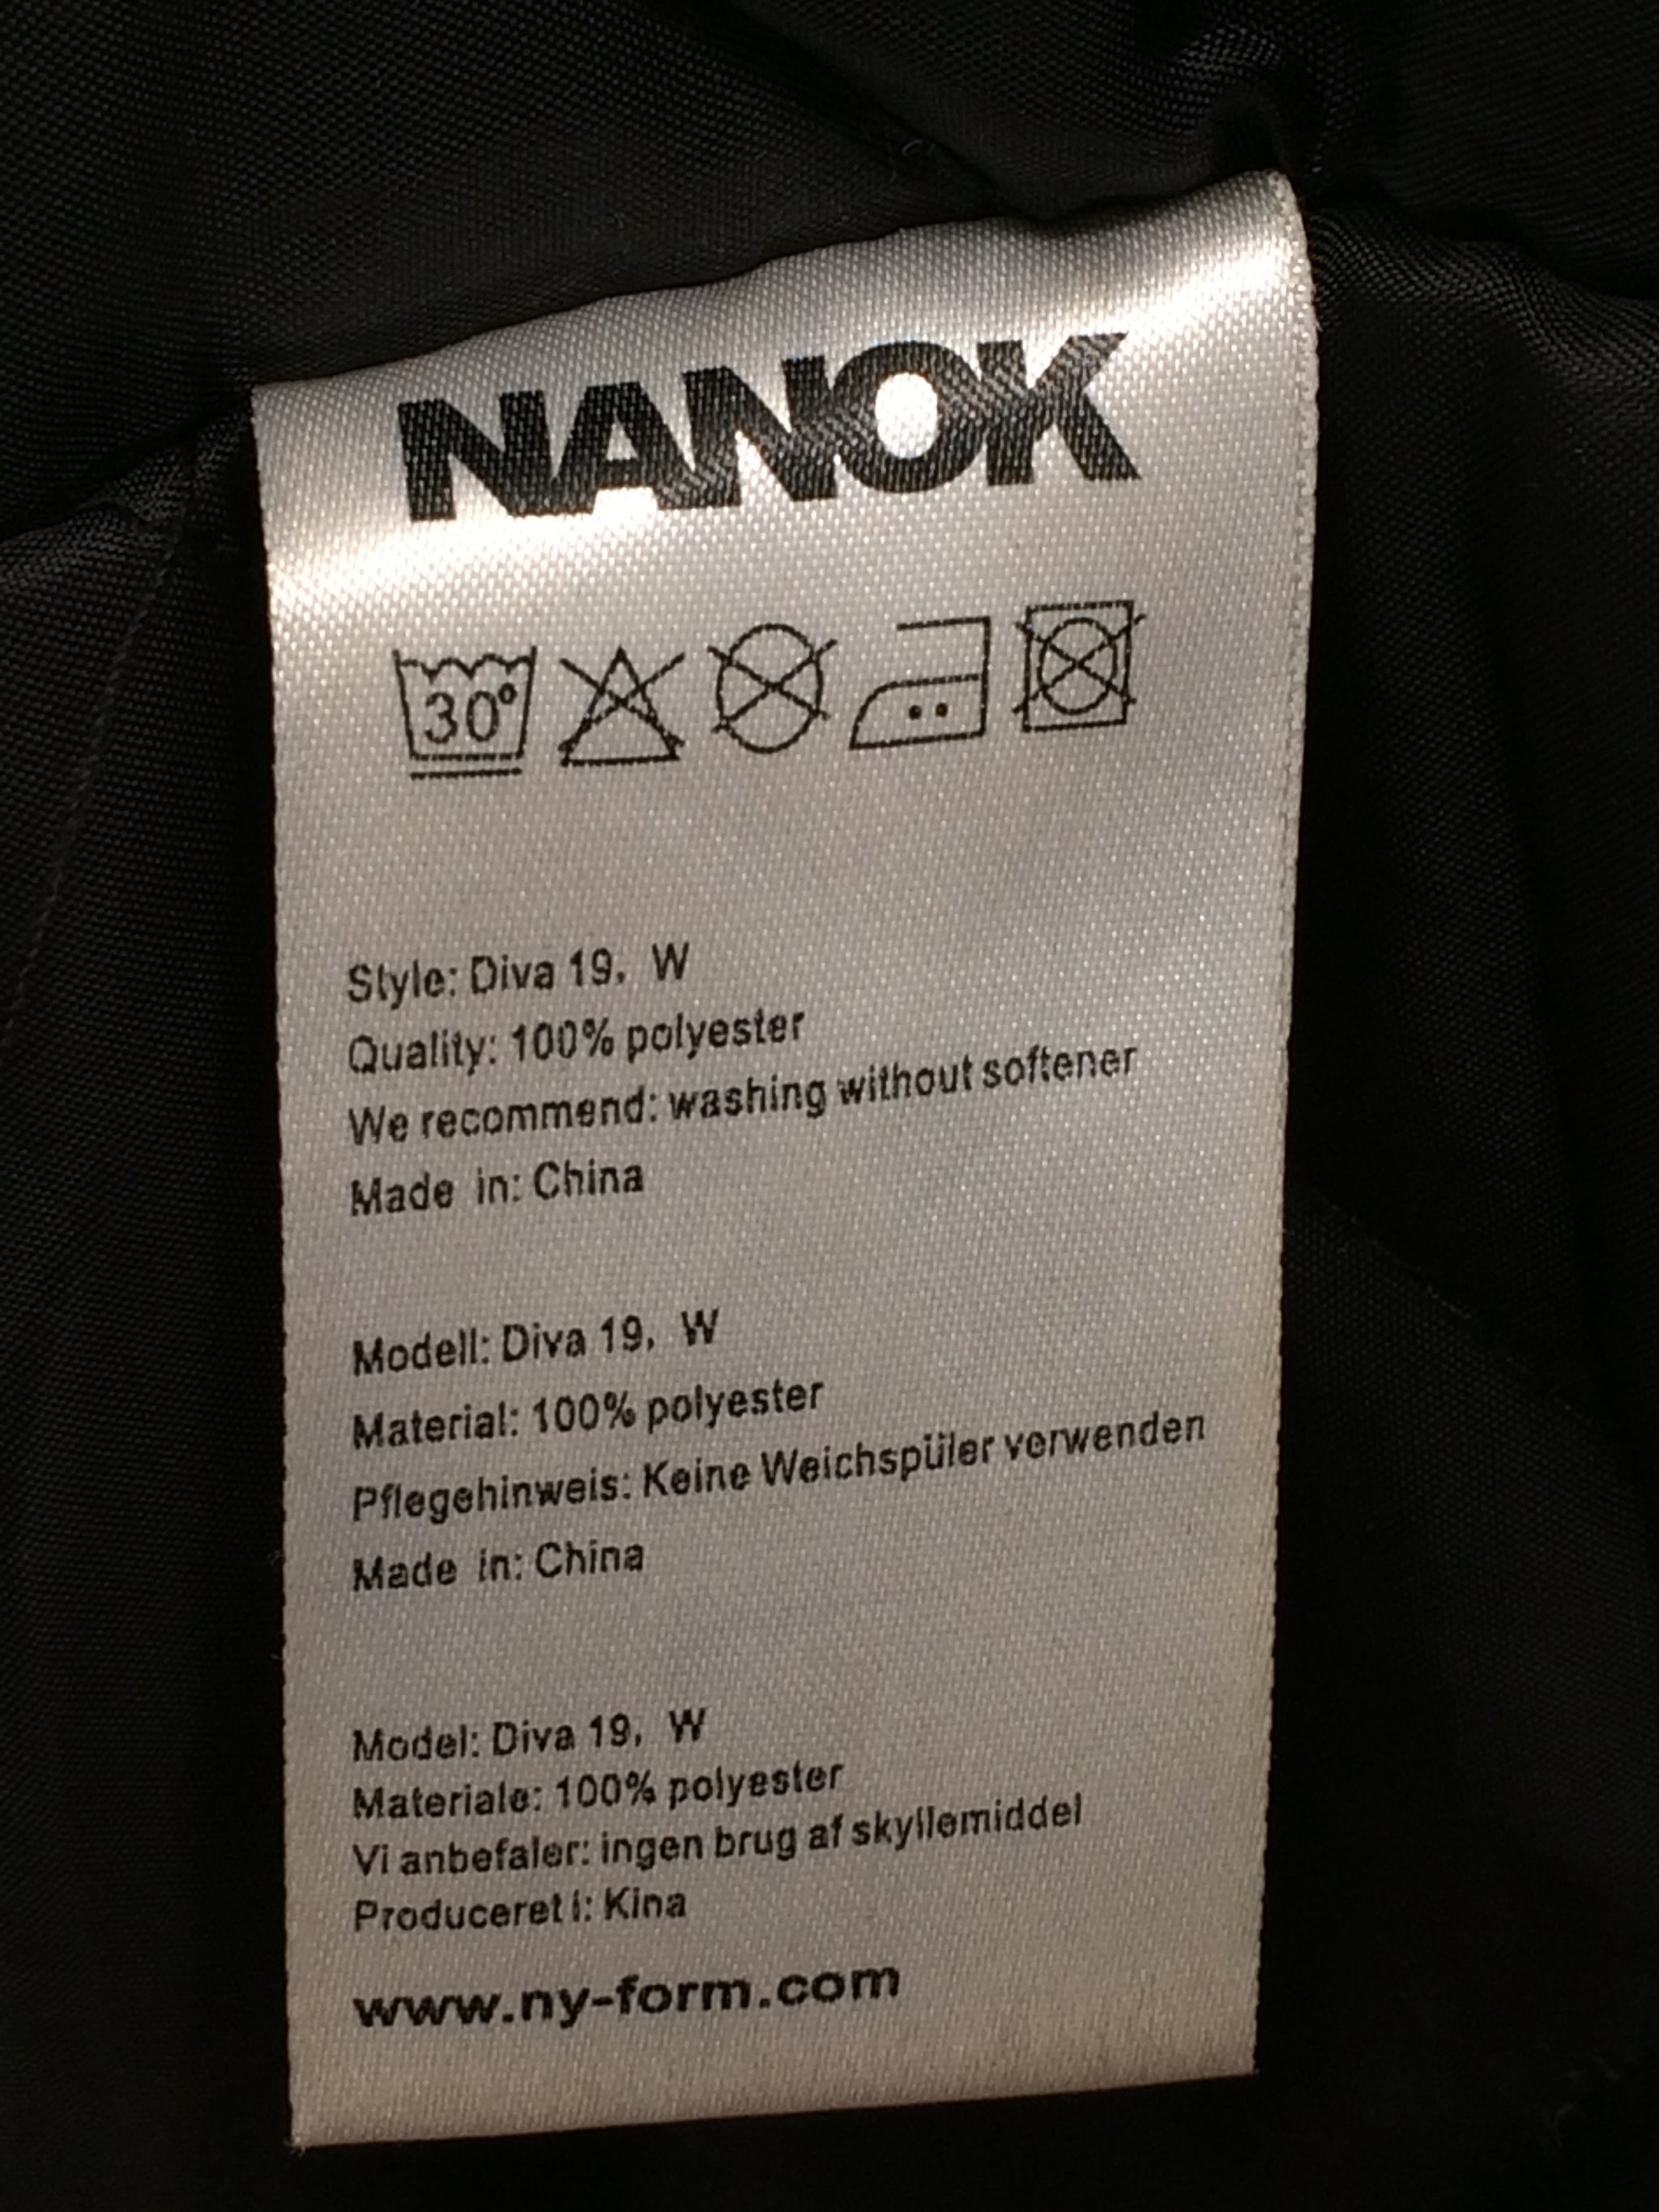 NANOK
30°
Style: Diva 19, W
Quality: 100% polyester
We recommend: washing without softener
Made in: China
Modell: Diva 19, W
Material: 100% polyester
Pflegehinweis: Keine Weichspüler verwenden
Made in: China
Model: Diva 19, W
Materiale: 100% polyester
Vi anbefaler: ingen brug af skyllemiddel
Produceret i: Kina
www.ny-form.com